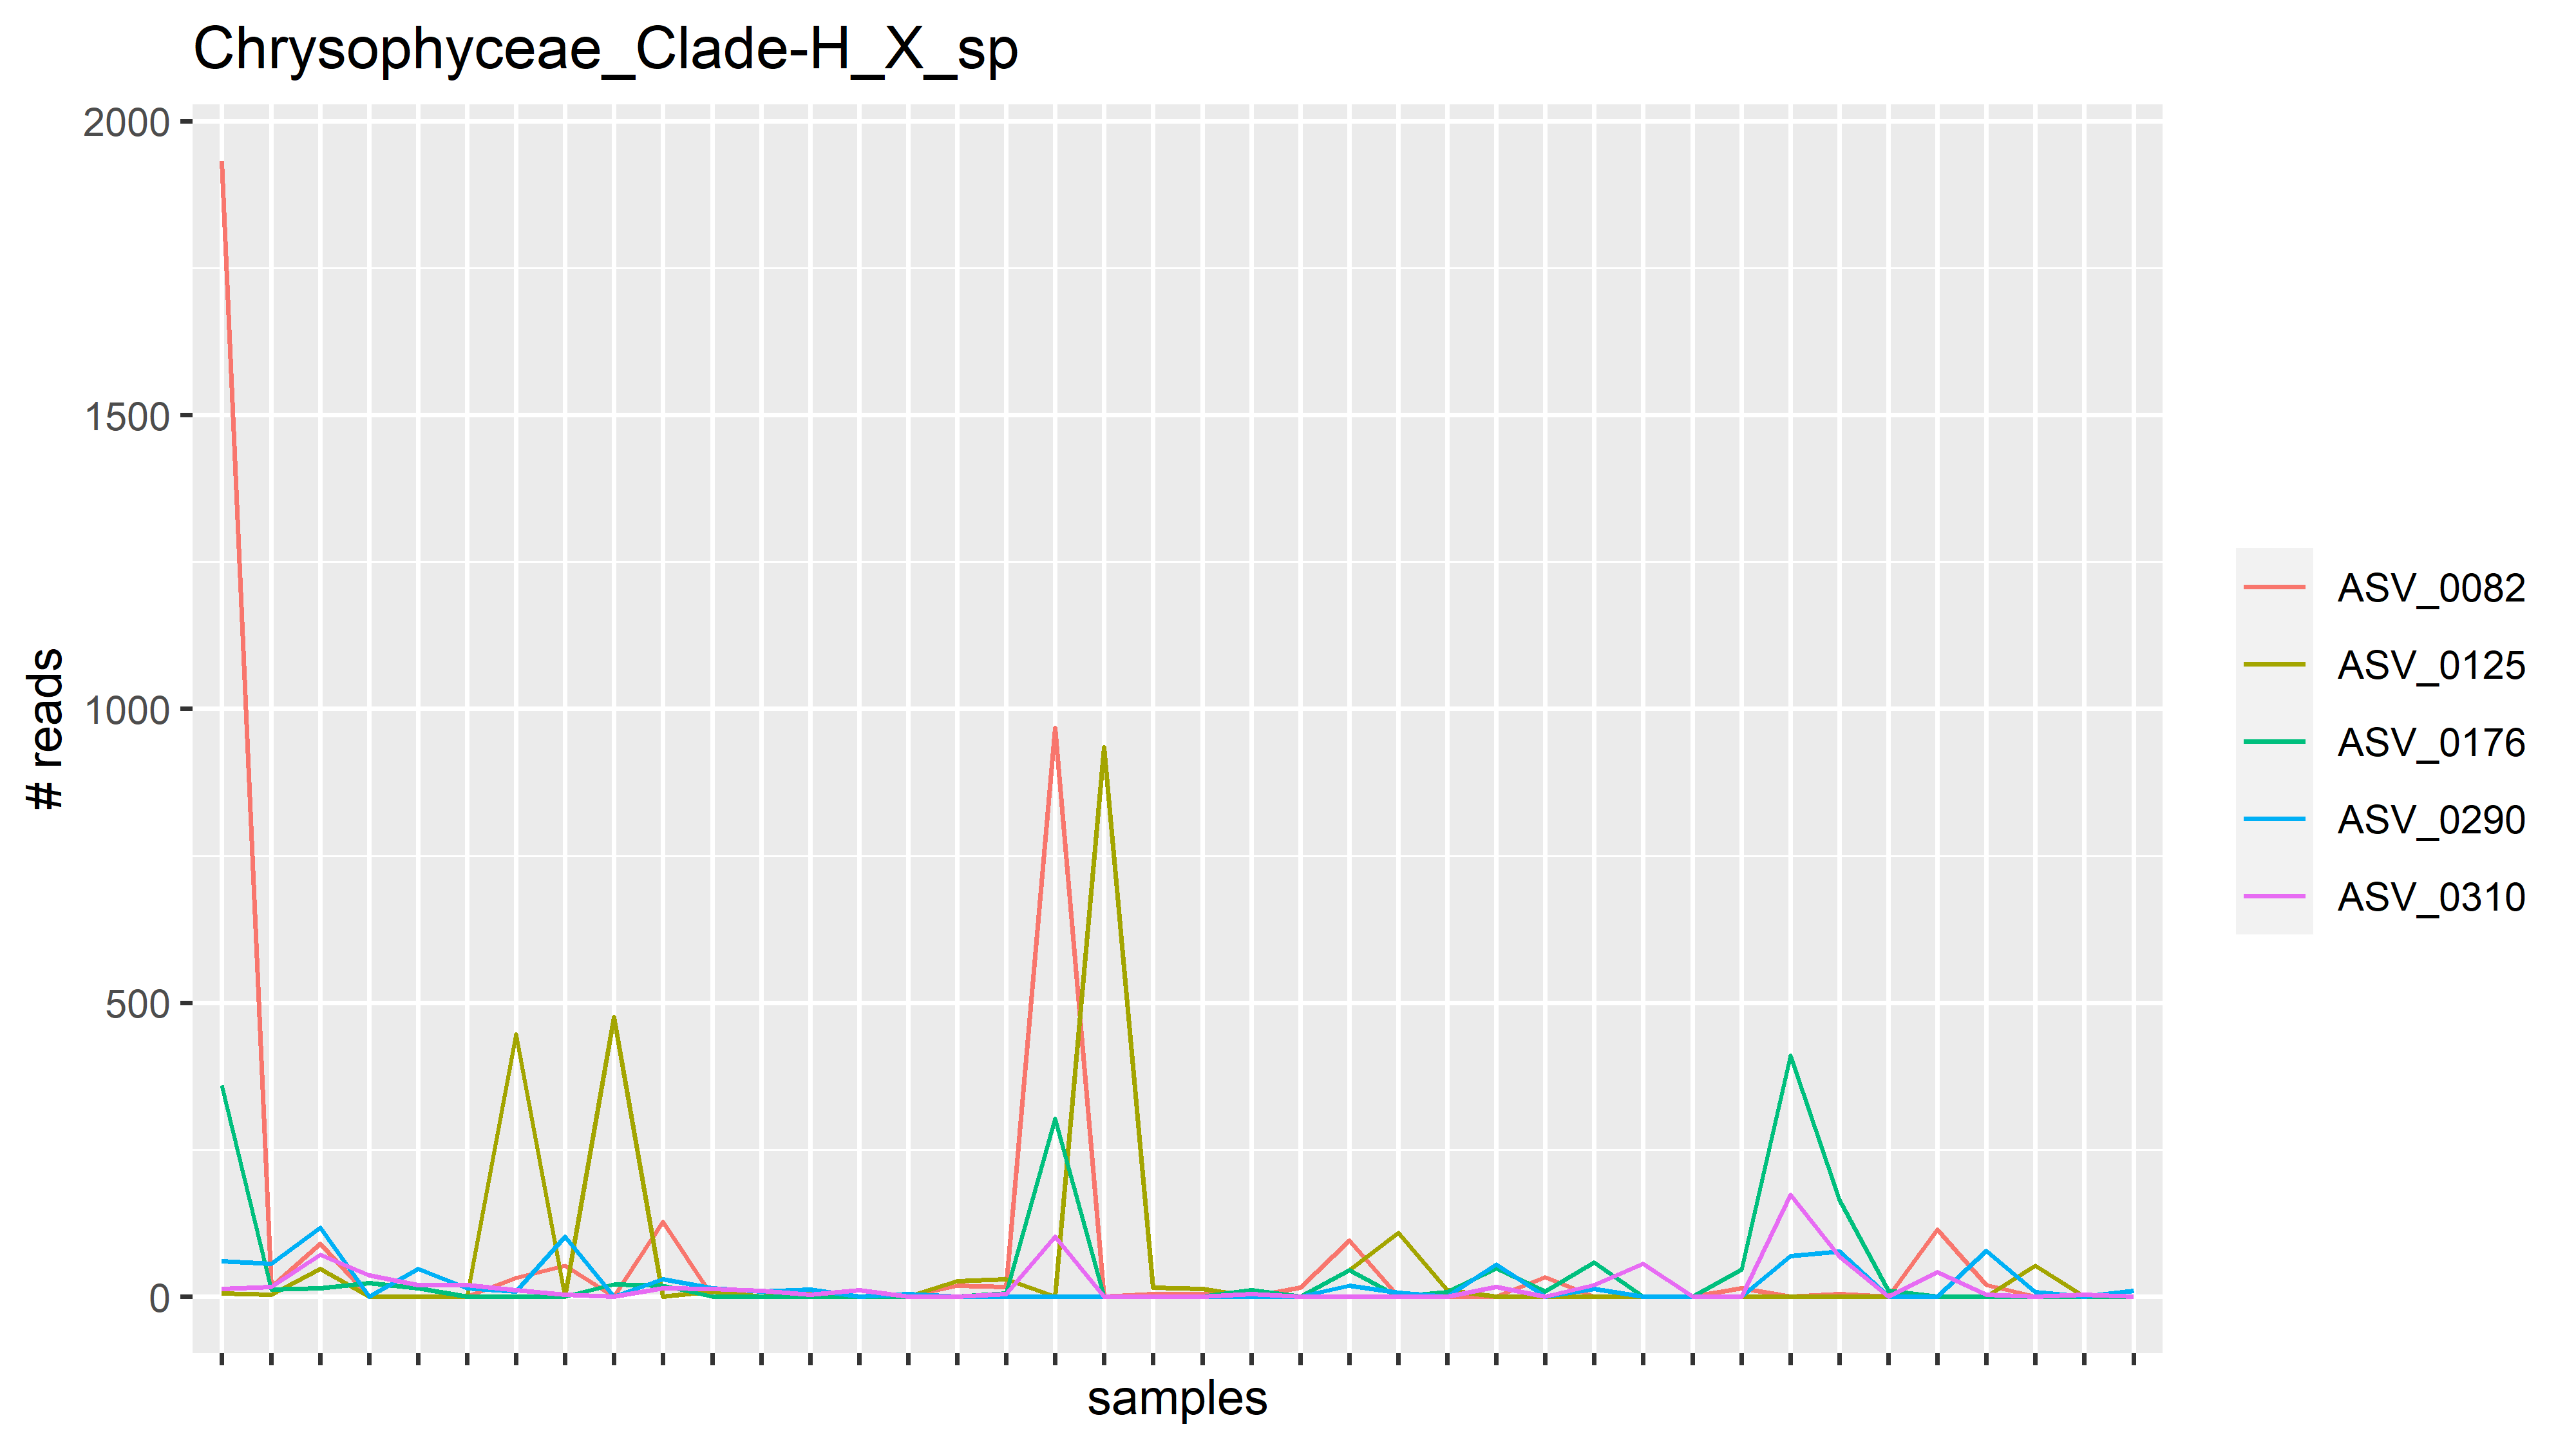 Chrysophyceae_Clade-H_X_sp
2000
1500
1000
500
0
# reads
samples
ASV_0082
ASV_0125
ASV_0176
ASV_0290
ASV_0310